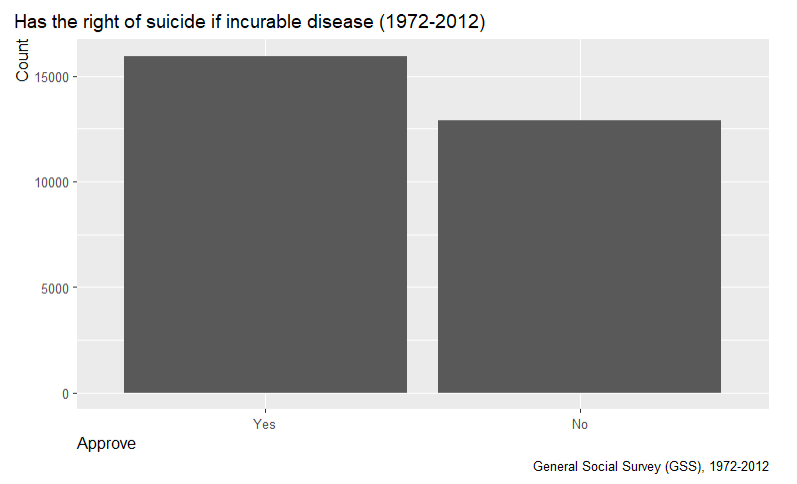 Has the right of suicide if incurable disease (1972-2012)
Count
15000
10000
5000
0
Yes No
Approve
General Social Survey (GSS), 1972-2012